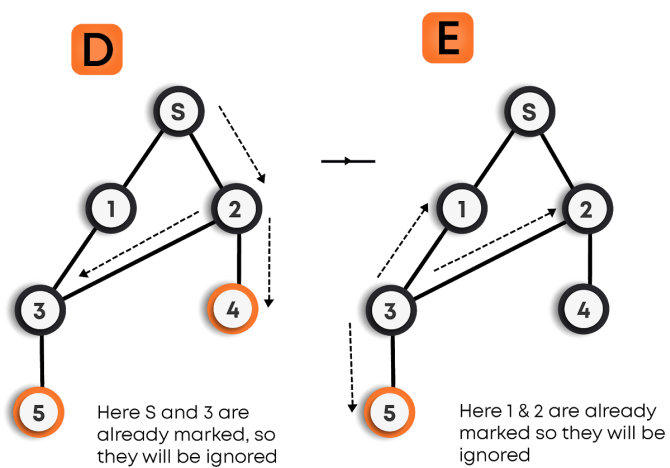 D
E
S
1
2
3
4
5
Here S and 3 are
already marked, so
they will be ignored
S
1
2
3
4
5
Here 1 & 2 are already
marked so they will be
ignored